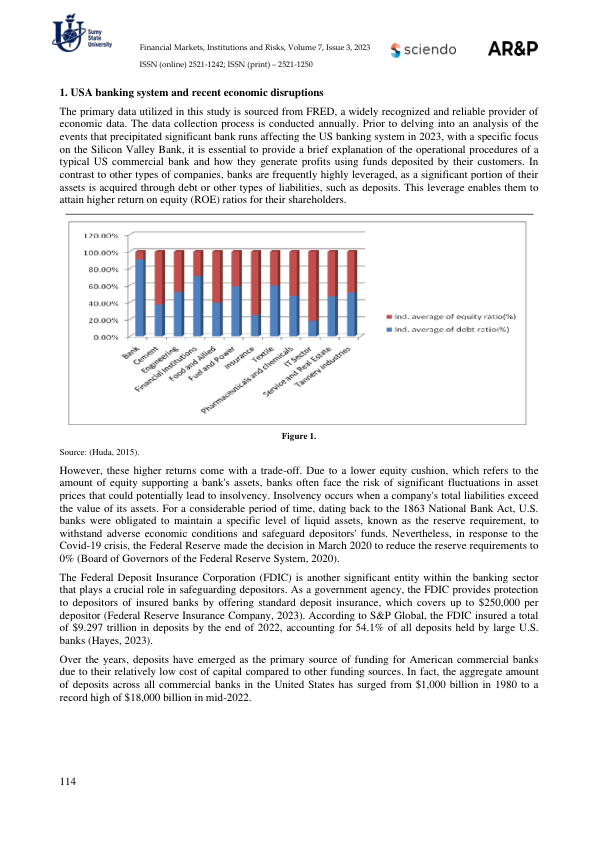 Sumy
State
University
Financial Markets, Institutions and Risks, Volume 7, Issue 3, 2023
sciendo
AR&P
ISSN (online) 2521-1242; ISSN (print) – 2521-1250
1. USA banking system and recent economic disruptions
The primary data utilized in this study is sourced from FRED, a widely recognized and reliable provider of
economic data. The data collection process is conducted annually. Prior to delving into an analysis of the
events that precipitated significant bank runs affecting the US banking system in 2023, with a specific focus
on the Silicon Valley Bank, it is essential to provide a brief explanation of the operational procedures of a
typical US commercial bank and how they generate profits using funds deposited by their customers. In
contrast to other types of companies, banks are frequently highly leveraged, as a significant portion of their
assets is acquired through debt or other types of liabilities, such as deposits. This leverage enables them to
attain higher return on equity (ROE) ratios for their shareholders.
120.00%
100.00%
80.00%
60.00%
40.00%
20.00%
0.00%
Bank
Cement
Engineering
Financial Institutions
Food and Allied
Fuel and Power
Insurance
Textile
Pharmaceuticals and chemicals
IT Sector
Service and Real Estate
Tannery industries
Ind. average of equity ratio(%)
Ind. average of debt ratio(%)
Figure 1.
Source: (Huda, 2015).
However, these higher returns come with a trade-off. Due to a lower equity cushion, which refers to the
amount of equity supporting a bank's assets, banks often face the risk of significant fluctuations in asset
prices that could potentially lead to insolvency. Insolvency occurs when a company's total liabilities exceed
the value of its assets. For a considerable period of time, dating back to the 1863 National Bank Act, U.S.
banks were obligated to maintain a specific level of liquid assets, known as the reserve requirement, to
withstand adverse economic conditions and safeguard depositors' funds. Nevertheless, in response to the
Covid-19 crisis, the Federal Reserve made the decision in March 2020 to reduce the reserve requirements to
0% (Board of Governors of the Federal Reserve System, 2020).
The Federal Deposit Insurance Corporation (FDIC) is another significant entity within the banking sector
that plays a crucial role in safeguarding depositors. As a government agency, the FDIC provides protection
to depositors of insured banks by offering standard deposit insurance, which covers up to $250,000 per
depositor (Federal Reserve Insurance Company, 2023). According to S&P Global, the FDIC insured a total
of $9.297 trillion in deposits by the end of 2022, accounting for 54.1% of all deposits held by large U.S.
banks (Hayes, 2023).
Over the years, deposits have emerged as the primary source of funding for American commercial banks
due to their relatively low cost of capital compared to other funding sources. In fact, the aggregate amount
of deposits across all commercial banks in the United States has surged from $1,000 billion in 1980 to a
record high of $18,000 billion in mid-2022.
114